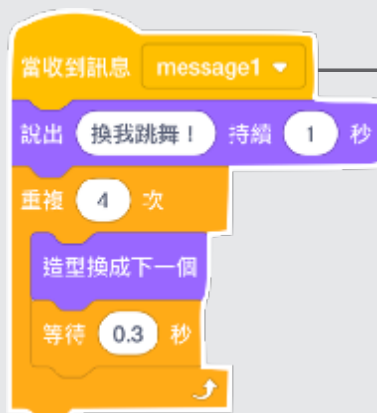 當收到訊息 message1
說出 換我跳舞！ 持續 1 秒
重複 4 次
造型換成下一個
等待 0.3 秒